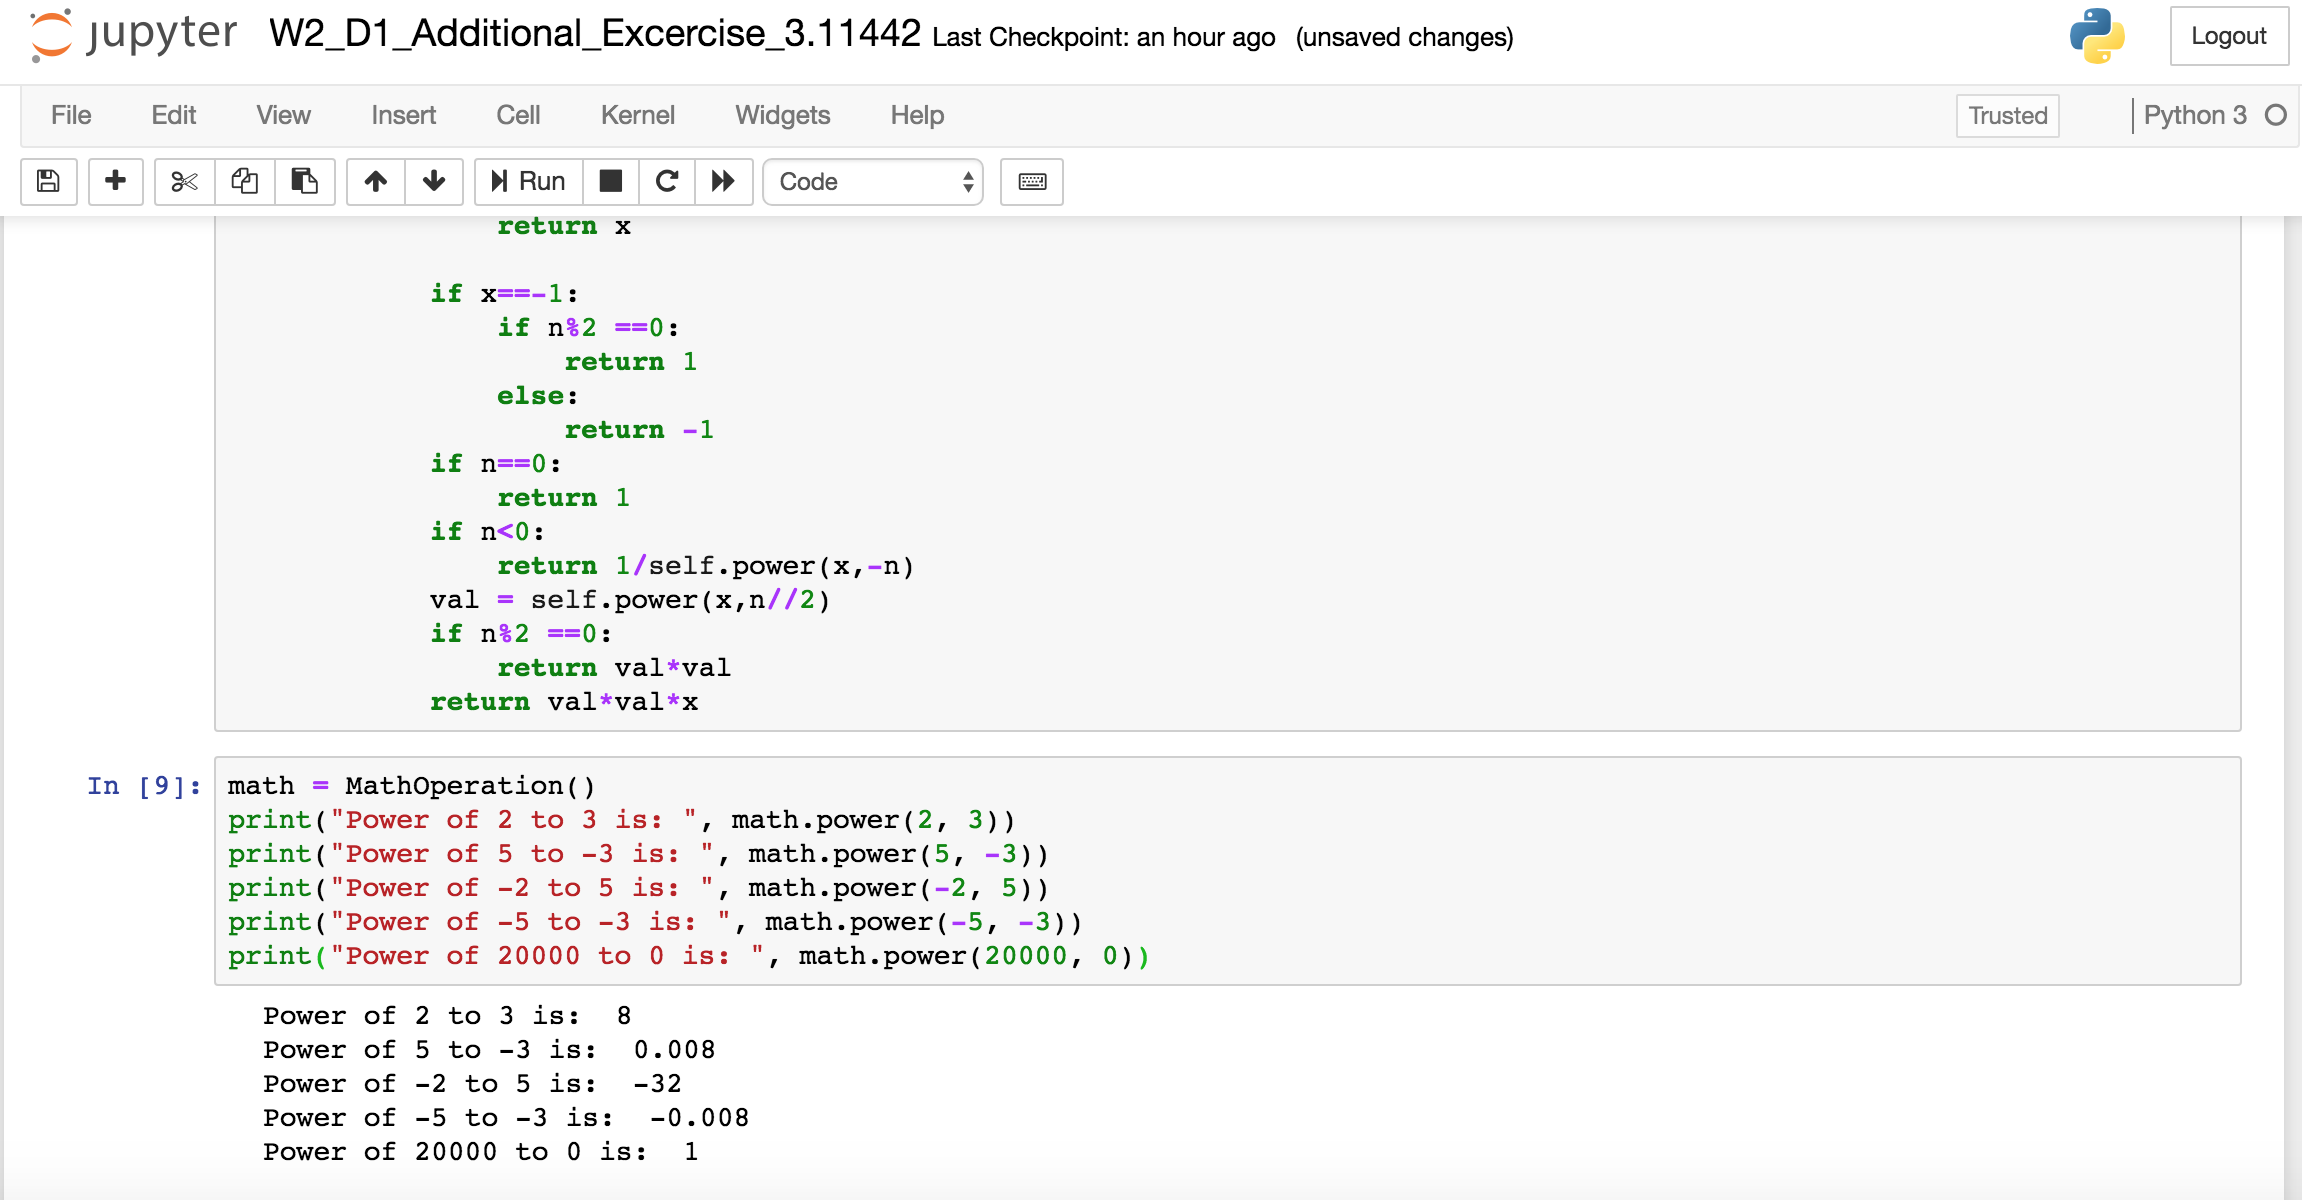 jupyter W2_D1_Additional_Excercise_3.11442 Last Checkpoint: an hour ago (unsaved changes) Logout
File Edit View Insert Cell Kernel Widgets Help Trusted Python 3
Run Code
return x
if x==-1:
if n%2 ==0:
return 1
else:
return -1
if n==0:
return 1
if n<0:
return 1/self.power(x,-n)
val = self.power(x,n//2)
if n%2 ==0:
return val*val
return val*val*x
In [9]: math = MathOperation()
print("Power of 2 to 3 is: ", math.power(2, 3))
print("Power of 5 to -3 is: ", math.power(5, -3))
print("Power of -2 to 5 is: ", math.power(-2, 5))
print("Power of -5 to -3 is: ", math.power(-5, -3))
print("Power of 20000 to 0 is: ", math.power(20000, 0))
Power of 2 to 3 is:  8
Power of 5 to -3 is:  0.008
Power of -2 to 5 is:  -32
Power of -5 to -3 is:  -0.008
Power of 20000 to 0 is:  1